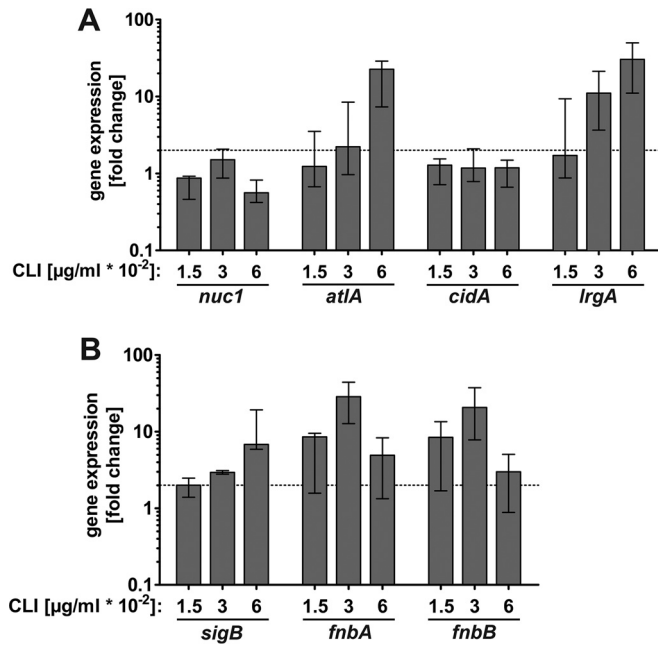 A
100
10
1
0.1
gene expression
[fold change]
CLI [µg/ml * 10-2]: 1.5 3 6 1.5 3 6 1.5 3 6 1.5 3 6
nuc1 atlA cidA lrgA
B
100
10
1
0.1
gene expression
[fold change]
CLI [µg/ml * 10-2]: 1.5 3 6 1.5 3 6 1.5 3 6
sigB fnbA fnbB